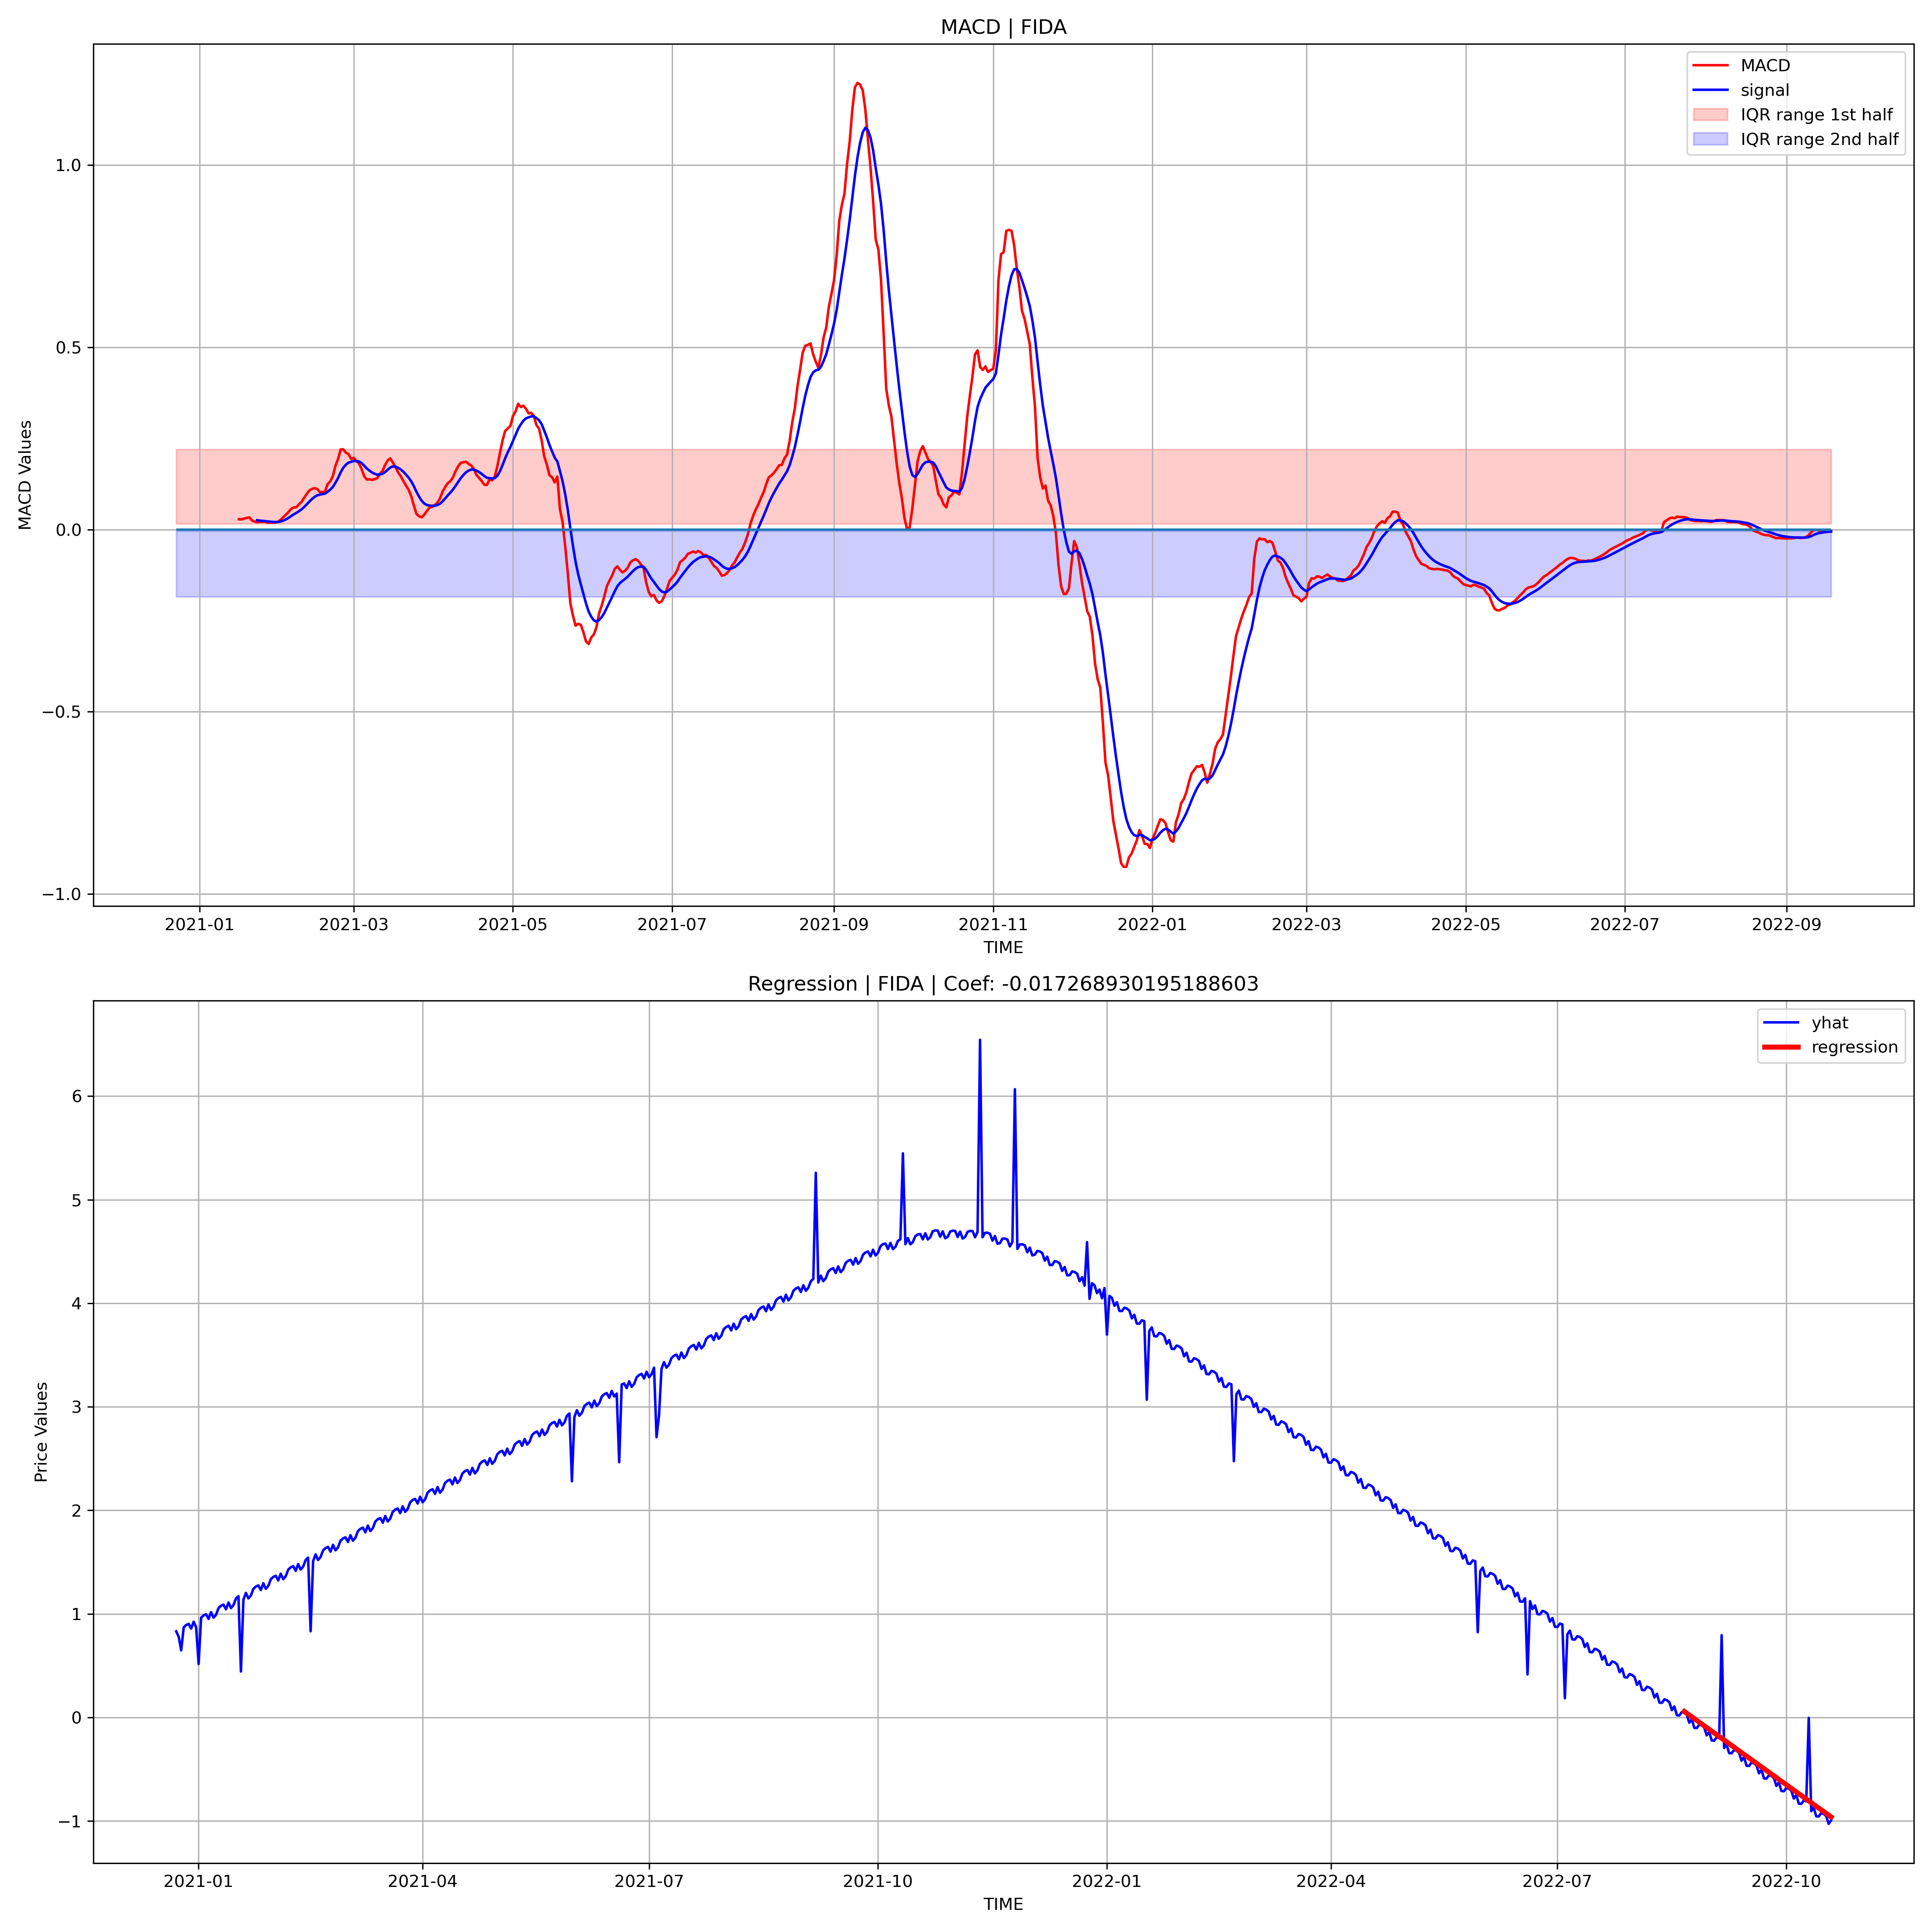 MACD | FIDA
MACD
signal
IQR range 1st half
IQR range 2nd half
MACD Values
1.0
0.5
0.0
−0.5
−1.0
2021-01 2021-03 2021-05 2021-07 2021-09 2021-11 2022-01 2022-03 2022-05 2022-07 2022-09
TIME
Regression | FIDA | Coef: -0.017268930195188603
yhat
regression
Price Values
6
5
4
3
2
1
0
−1
2021-01 2021-04 2021-07 2021-10 2022-01 2022-04 2022-07 2022-10
TIME